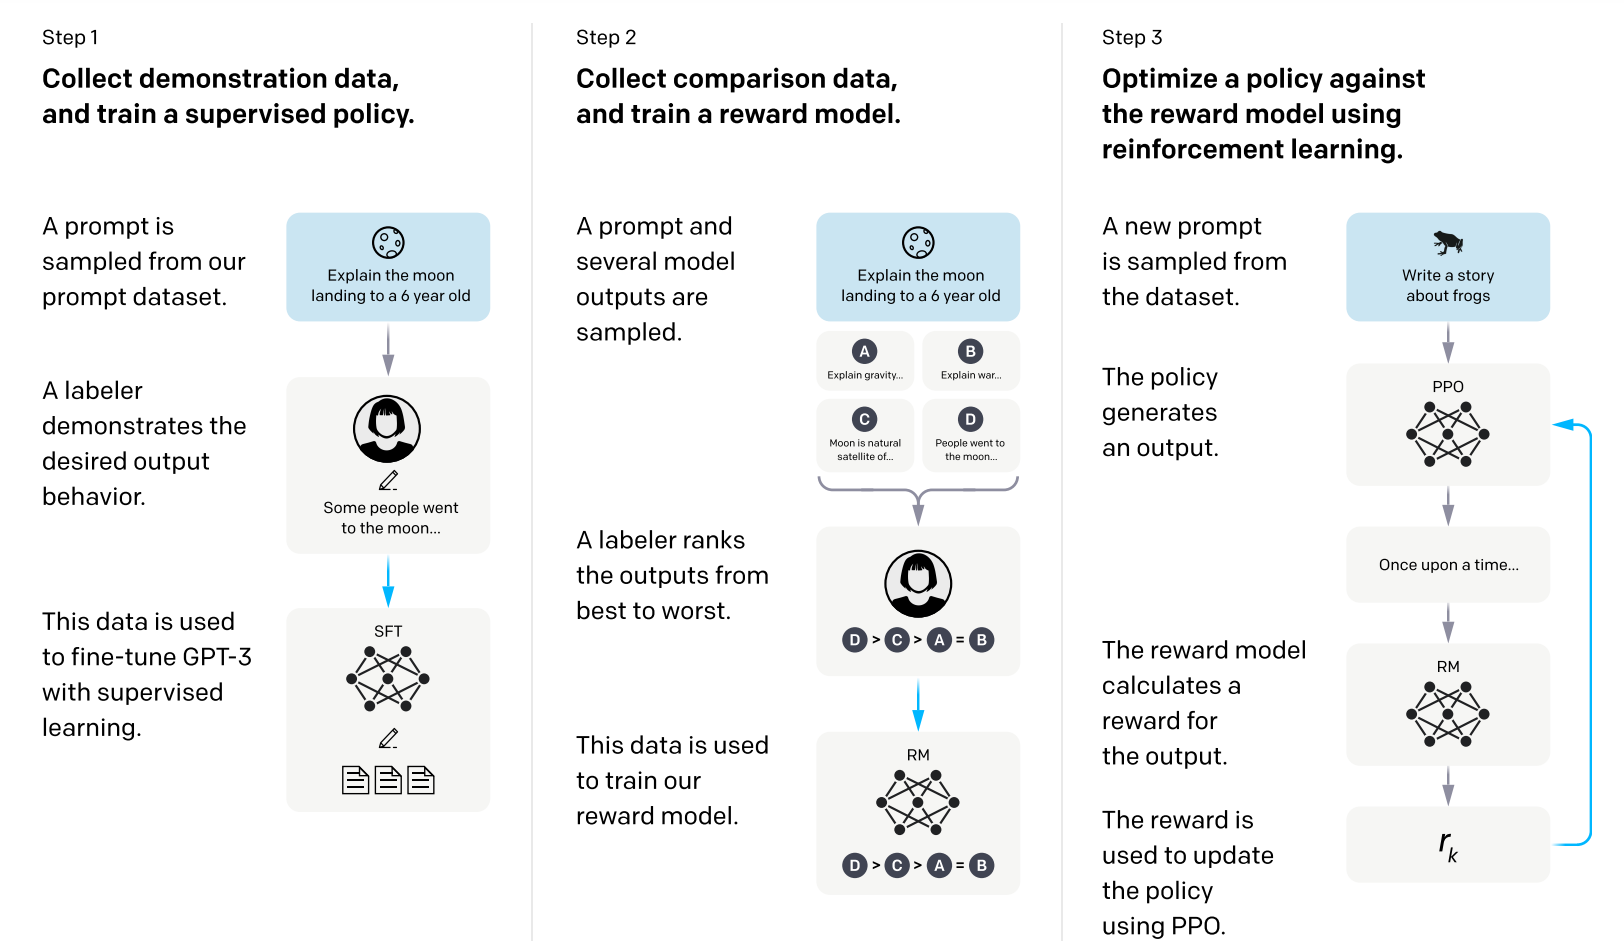 Step 1
Collect demonstration data,
and train a supervised policy.
A prompt is
sampled from our
prompt dataset.
Explain the moon
landing to a 6 year old
A labeler
demonstrates the
desired output
behavior.
Some people went
to the moon...
This data is used
to fine-tune GPT-3
with supervised
learning.
SFT
Step 2
Collect comparison data,
and train a reward model.
A prompt and
several model
outputs are
sampled.
Explain the moon
landing to a 6 year old
A
Explain gravity...
B
Explain war...
C
Moon is natural
satellite of...
D
People went to
the moon...
A labeler ranks
the outputs from
best to worst.
D > C > A = B
This data is used
to train our
reward model.
RM
D > C > A = B
Step 3
Optimize a policy against
the reward model using
reinforcement learning.
A new prompt
is sampled from
the dataset.
Write a story
about frogs
The policy
generates
an output.
PPO
Once upon a time...
The reward model
calculates a
reward for
the output.
RM
The reward is
used to update
the policy
using PPO.
r_k